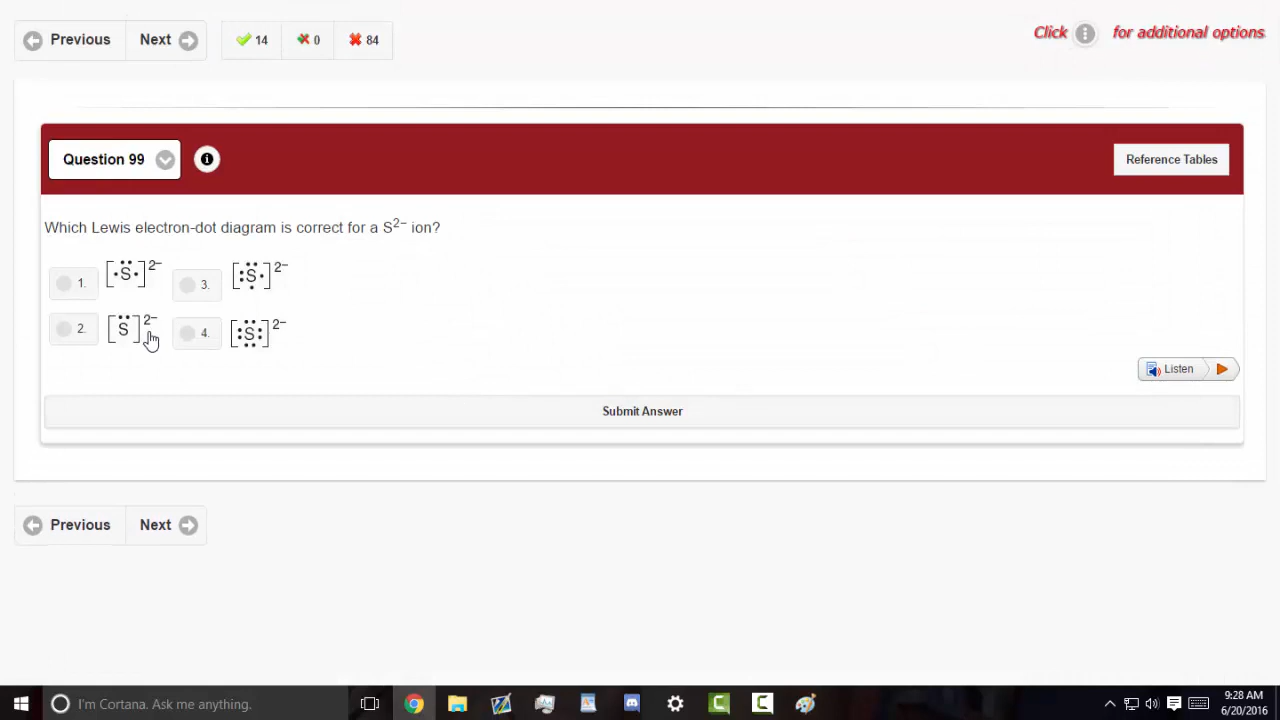 Previous Next 14 0 84
Click for additional options
Question 99
Reference Tables
Which Lewis electron-dot diagram is correct for a S²⁻ ion?
1. [·S̈·]²⁻ 3. [:S̈·]²⁻
2. [S̈]²⁻ 4. [:S̈:]²⁻
Listen
Submit Answer
Previous Next
I'm Cortana. Ask me anything.
9:28 AM
6/20/2016